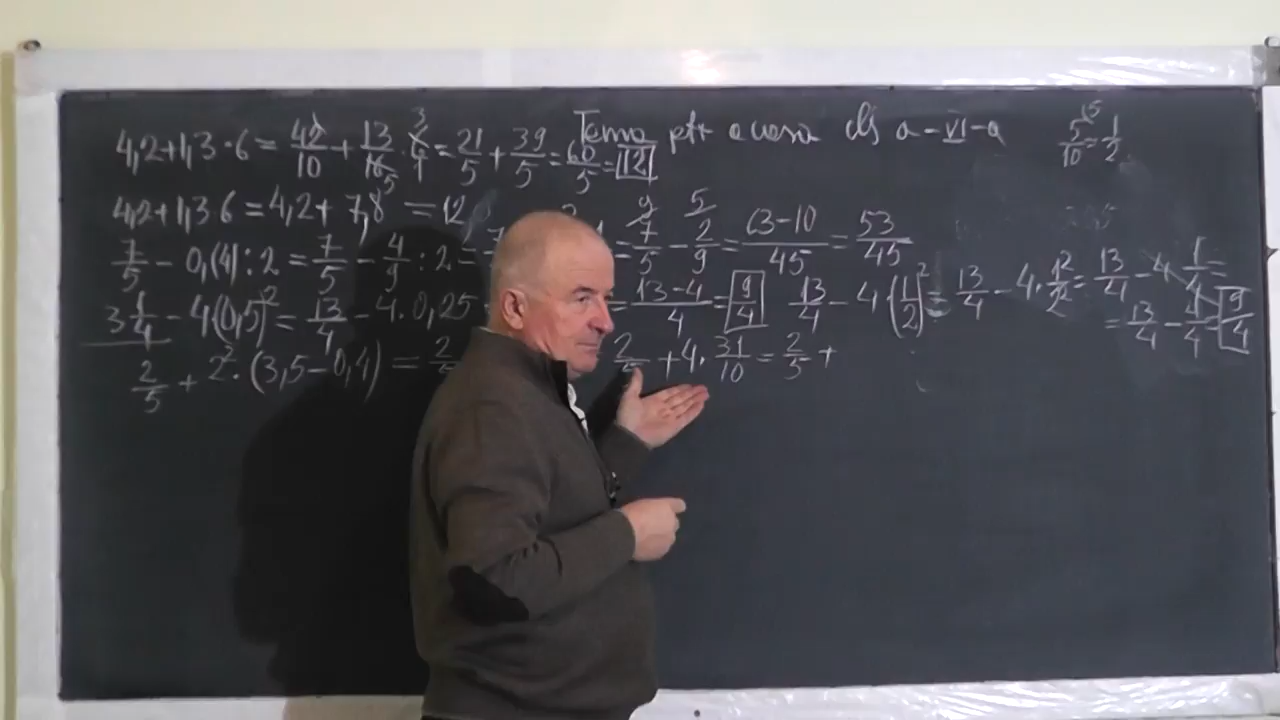 Tema ptr acasa cls a-VI-a
4,2+1,3·6 = 42/10 + 13/10 · 6/1 = 21/5 + 39/5 = 60/5 = 12
5/10 = 1/2
4,2+1,3 6 = 4,2+ 7,8 = 12
7/5 - 0,(4):2 = 7/5 - 4/9 : 2 = = 7/5 - 2/9 = 63-10/45 = 53/45
3 1/4 - 4(0,5)² = 13/4 - 4·0,25 = 13-4/4 = 9/4
13/4 - 4·(1/2)² = 13/4 - 4·1²/2² = 13/4 - 4·1/4 =
= 13/4 - 4/4 = 9/4
2/5 + 2²·(3,5-0,4) = 2/5 + 4·31/10 = 2/5 +